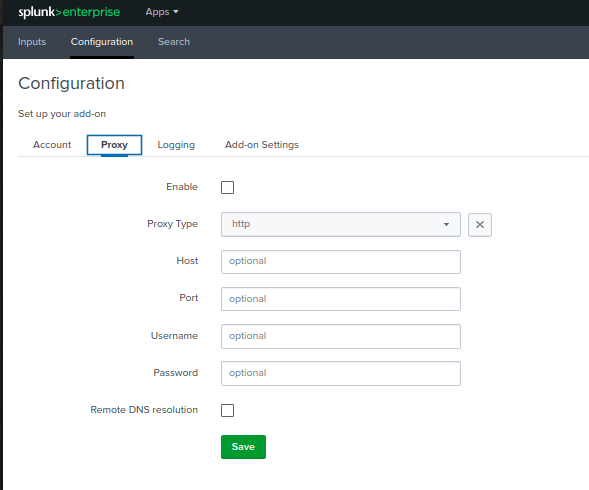 splunk>enterprise Apps
Inputs Configuration Search
Configuration
Set up your add-on
Account Proxy Logging Add-on Settings
Enable
Proxy Type http
Host optional
Port optional
Username optional
Password optional
Remote DNS resolution
Save